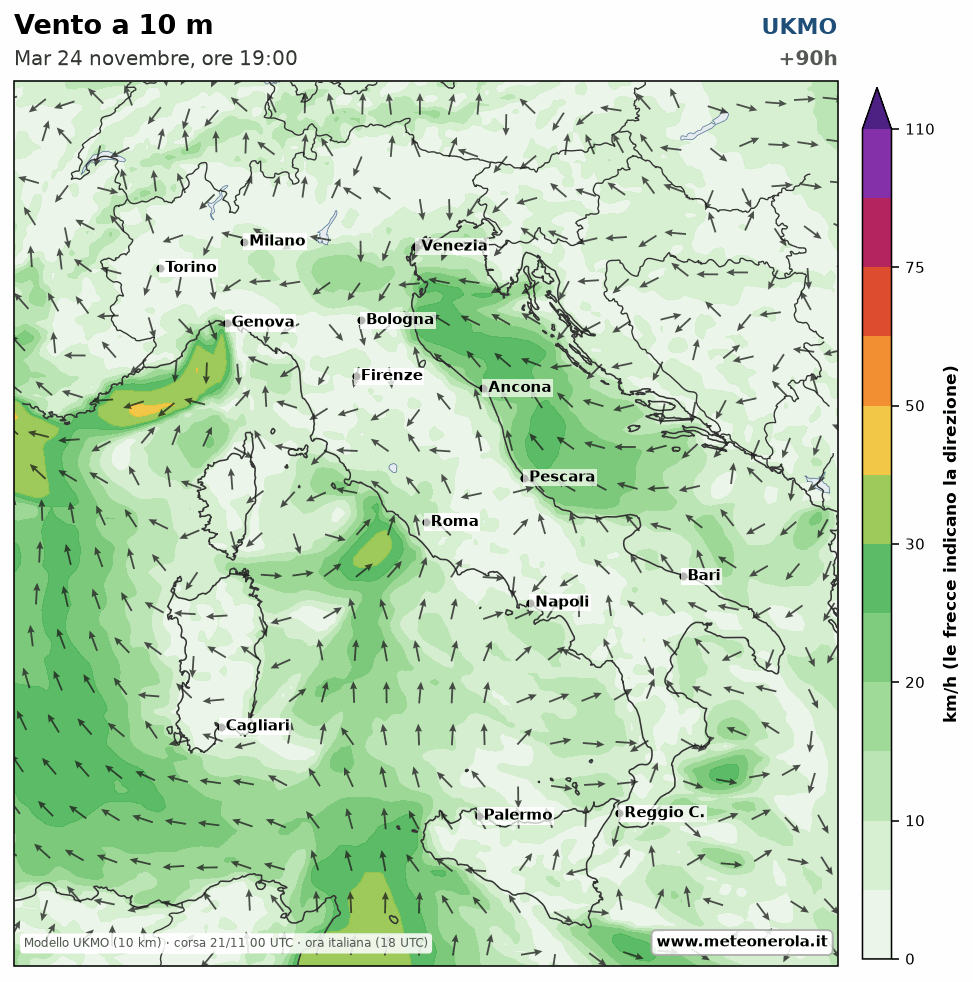 Vento a 10 m
UKMO
Mar 24 novembre, ore 19:00
+90h
Milano
Venezia
Torino
Genova
Bologna
Firenze
Ancona
Pescara
Roma
Bari
Napoli
Cagliari
Palermo
Reggio C.
Modello UKMO (10 km) · corsa 21/11 00 UTC · ora italiana (18 UTC)
www.meteonerola.it
110
75
50
30
20
10
0
km/h (le frecce indicano la direzione)